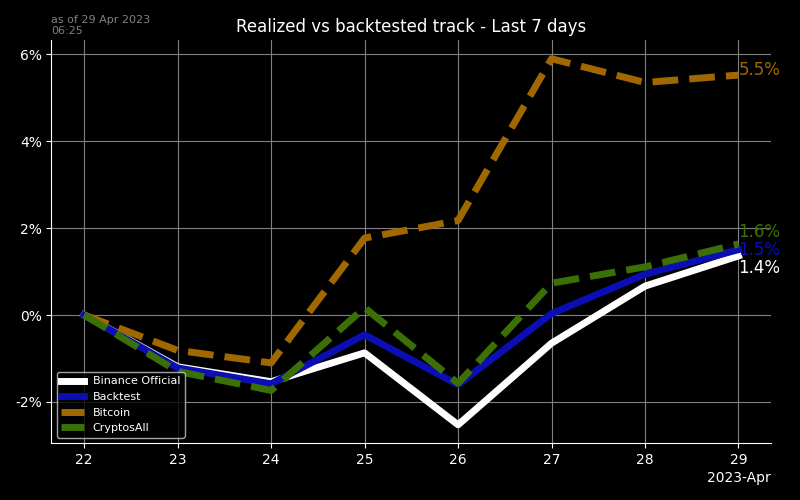 as of 29 Apr 2023
06:25
Realized vs backtested track - Last 7 days
6%
4%
2%
0%
-2%
5.5%
1.6%
1.5%
1.4%
Binance Official
Backtest
Bitcoin
CryptosAll
22 23 24 25 26 27 28 29
2023-Apr